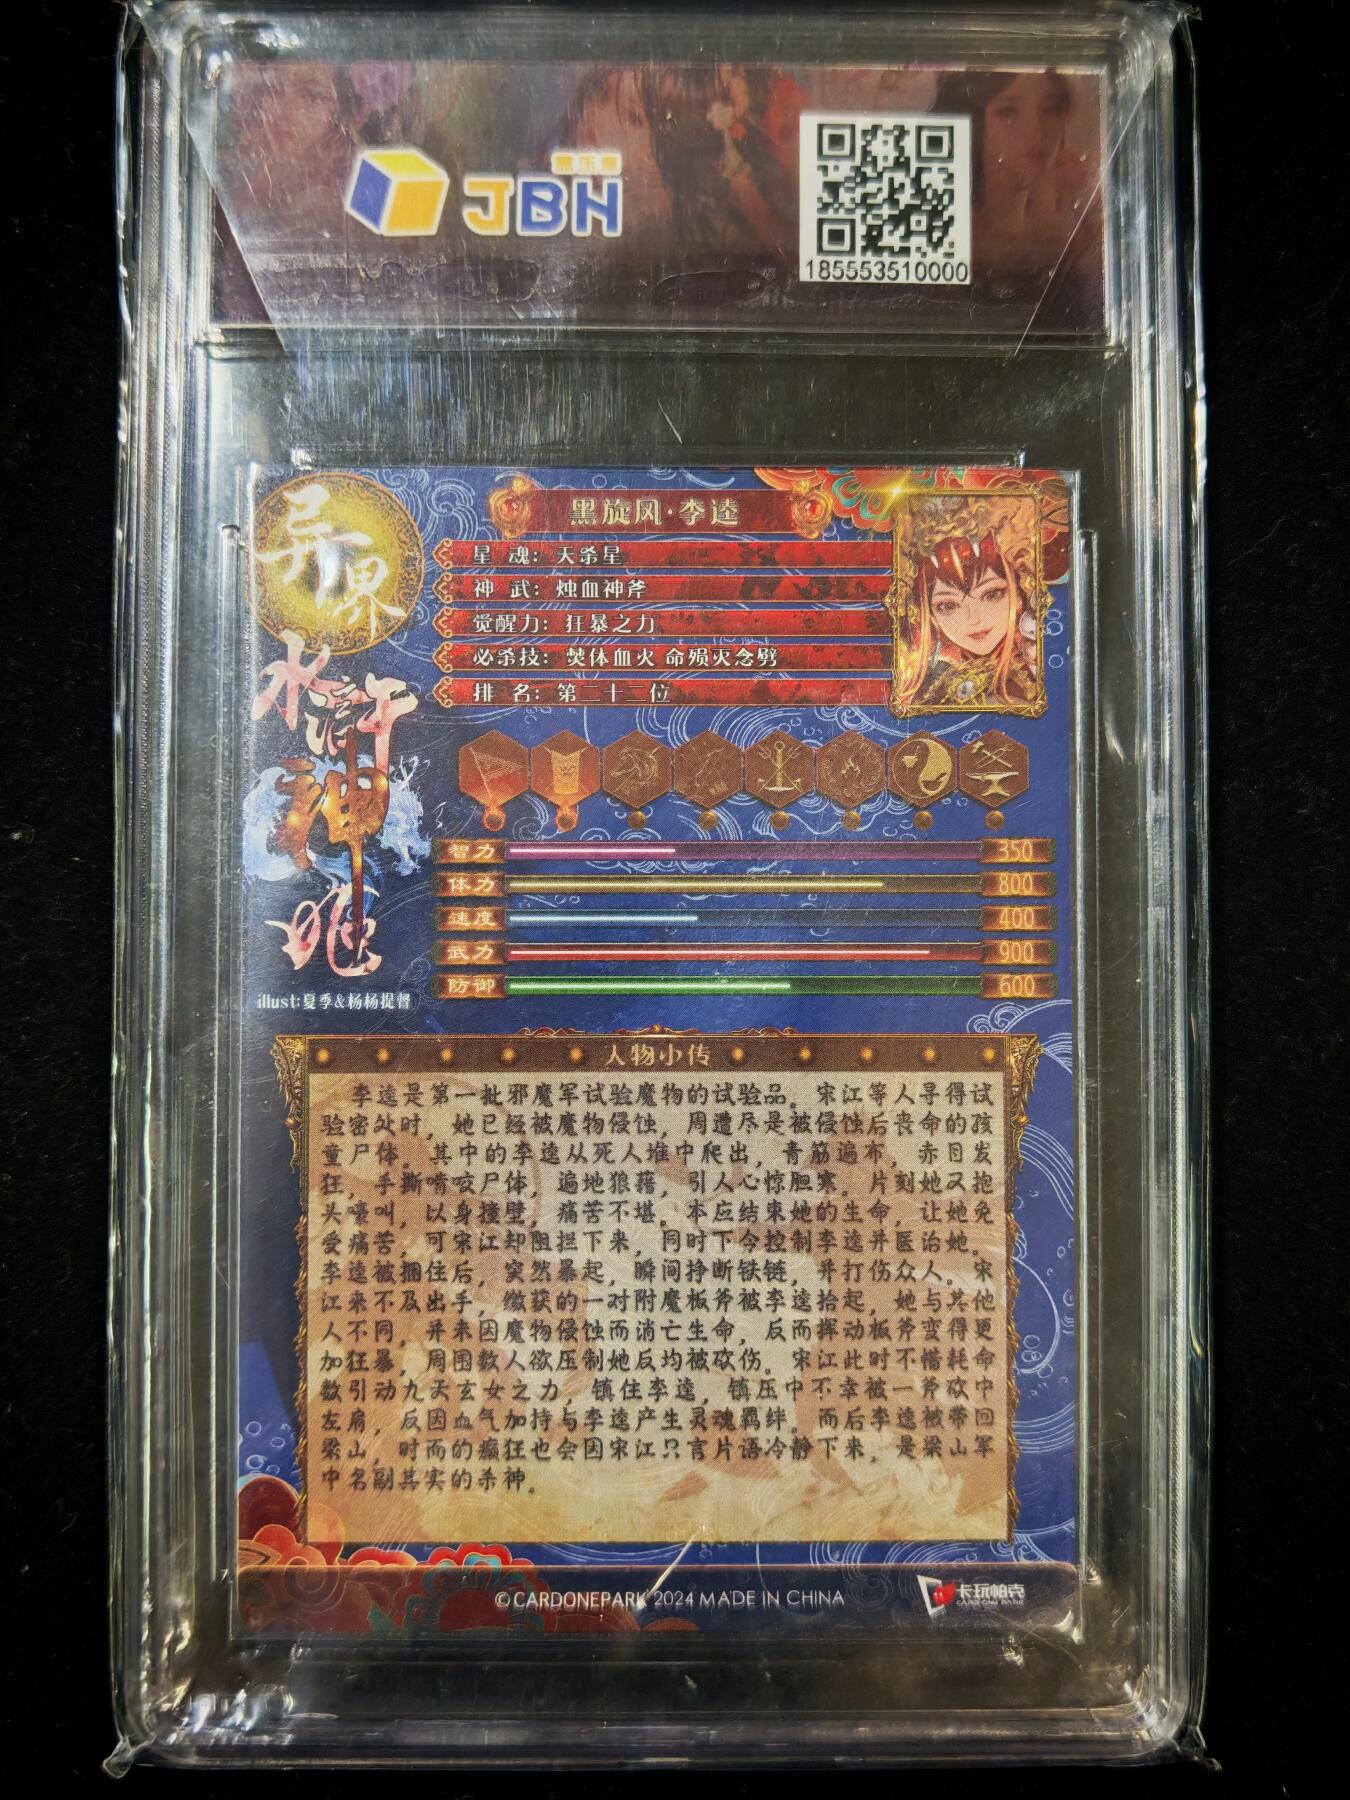 JBH
185553510000
异界
水浒
神
姬
illust:夏季&杨杨提督
黑旋风·李逵
星 魂：天杀星
神 武：烛血神斧
觉醒力：狂暴之力
必杀技：焚体血火 命殒灭念劈
排 名：第二十二位
智力 350
体力 800
速度 400
武力 900
防御 600
人物小传
李逵是第一批邪魔军试验魔物的试验品。宋江等人寻得试
验密处时，她已经被魔物侵蚀，周遭尽是被侵蚀后丧命的孩
童尸体。其中的李逵从死人堆中爬出，青筋遍布，赤目发
狂，手撕啃咬尸体，遍地狼藉，引人心惊胆寒。片刻她又抱
头嚎叫，以身撞壁，痛苦不堪。本应结束她的生命，让她免
受痛苦，可宋江却阻拦下来，同时下令控制李逵并医治她。
李逵被捆住后，突然暴起，瞬间挣断铁链，并打伤众人。宋
江来不及出手，缴获的一对附魔板斧被李逵拾起，她与其他
人不同，并未因魔物侵蚀而消亡生命，反而挥动板斧变得更
加狂暴，周围数人欲压制她反均被砍伤。宋江此时不惜耗命
数引动九天玄女之力，镇住李逵，镇压中不幸被一斧砍中
左肩，反因血气加持与李逵产生灵魂羁绊。而后李逵被带回
梁山，时而的癫狂也会因宋江只言片语冷静下来，是梁山军
中名副其实的杀神。
©CARDONEPARK 2024 MADE IN CHINA
卡玩帕克
CARD ONE PARK